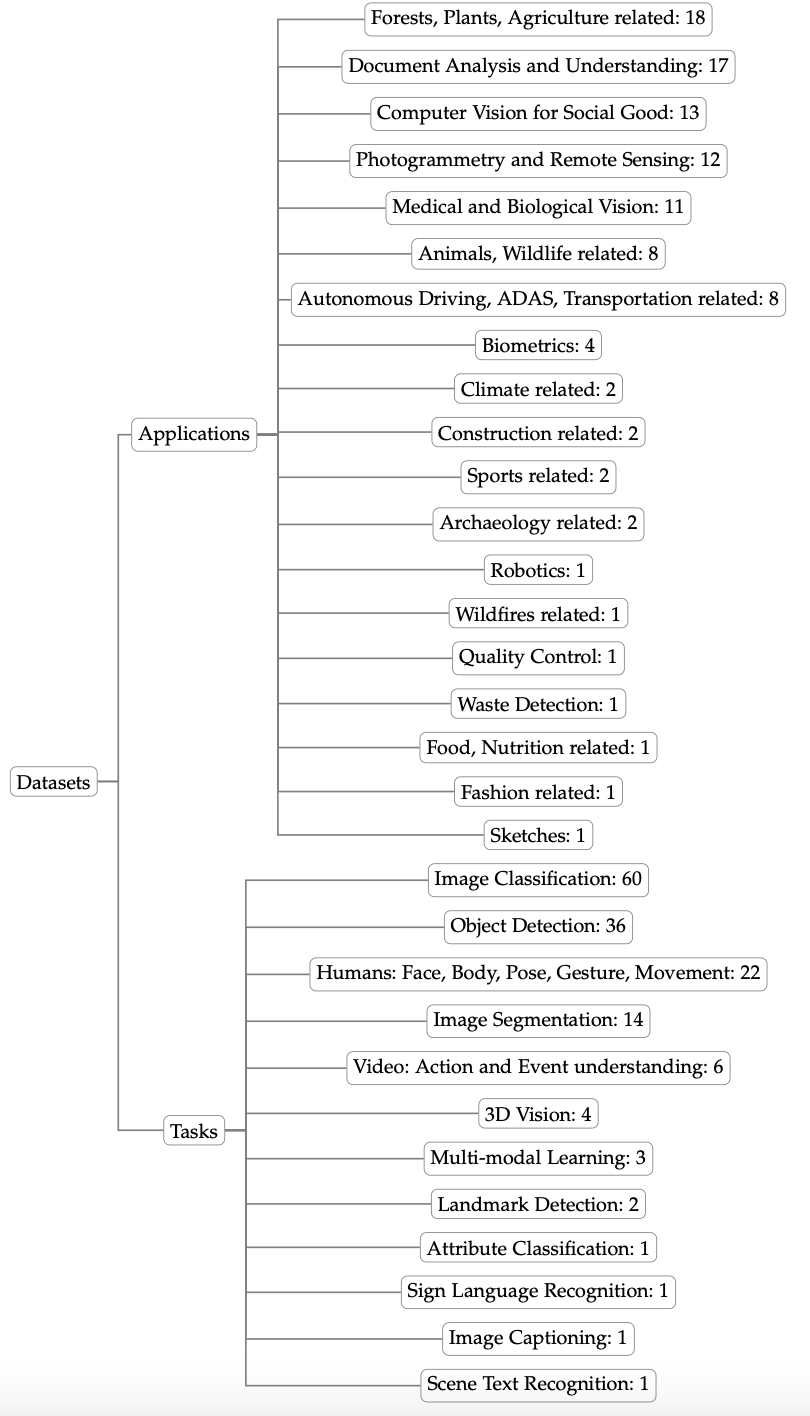 Forests, Plants, Agriculture related: 18
Document Analysis and Understanding: 17
Computer Vision for Social Good: 13
Photogrammetry and Remote Sensing: 12
Medical and Biological Vision: 11
Animals, Wildlife related: 8
Autonomous Driving, ADAS, Transportation related: 8
Biometrics: 4
Climate related: 2
Applications
Construction related: 2
Sports related: 2
Archaeology related: 2
Robotics: 1
Wildfires related: 1
Quality Control: 1
Waste Detection: 1
Food, Nutrition related: 1
Datasets
Fashion related: 1
Sketches: 1
Image Classification: 60
Object Detection: 36
Humans: Face, Body, Pose, Gesture, Movement: 22
Image Segmentation: 14
Video: Action and Event understanding: 6
3D Vision: 4
Tasks
Multi-modal Learning: 3
Landmark Detection: 2
Attribute Classification: 1
Sign Language Recognition: 1
Image Captioning: 1
Scene Text Recognition: 1